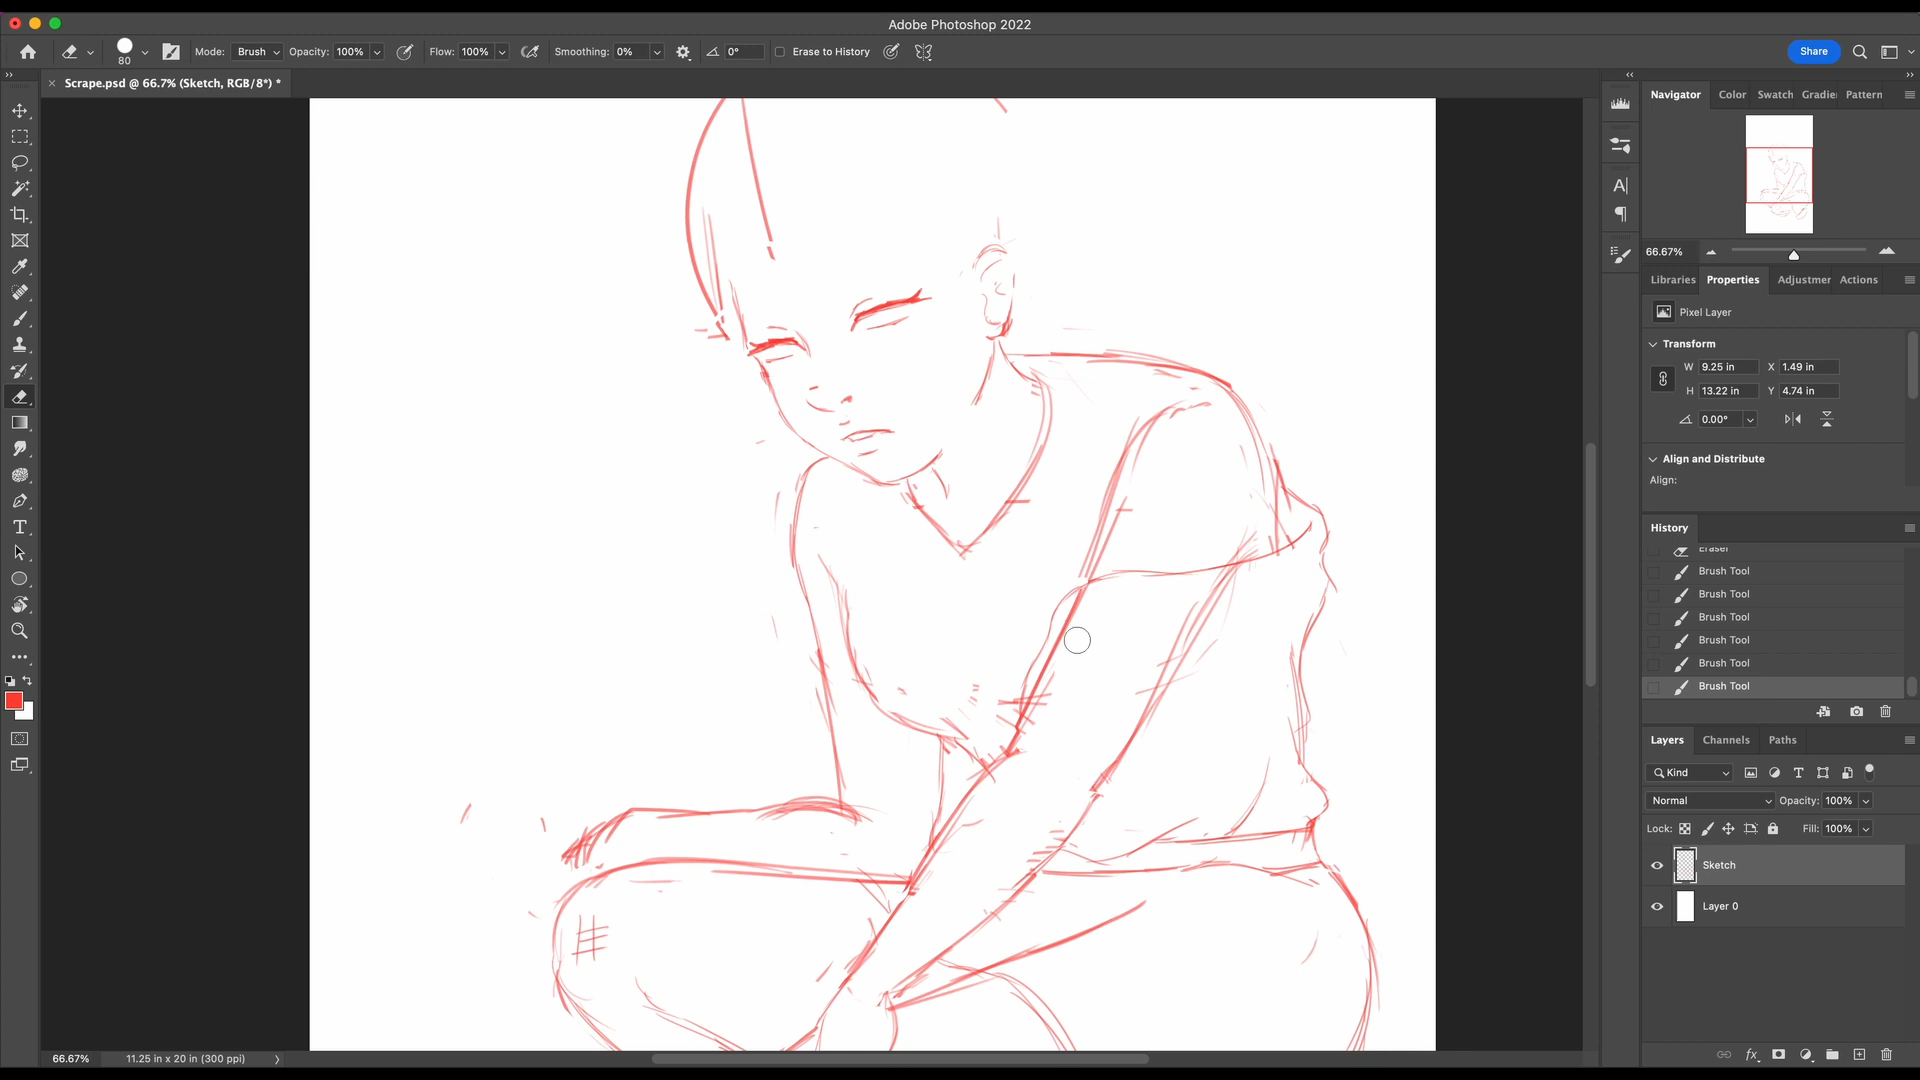 Adobe Photoshop 2022
80
Mode: Brush Opacity: 100% Flow: 100% Smoothing: 0% 0° Erase to History
Share
Scrape.psd @ 66.7% (Sketch, RGB/8*) *
Navigator Color Swatch Gradie Pattern
66.67%
Libraries Properties Adjustmer Actions
Pixel Layer
Transform
W 9.25 in X 1.49 in
H 13.22 in Y 4.74 in
0.00°
Align and Distribute
Align:
History
Eraser
Brush Tool
Brush Tool
Brush Tool
Brush Tool
Brush Tool
Brush Tool
Layers Channels Paths
Kind
Normal Opacity: 100%
Lock: Fill: 100%
Sketch
Layer 0
66.67% 11.25 in x 20 in (300 ppi)